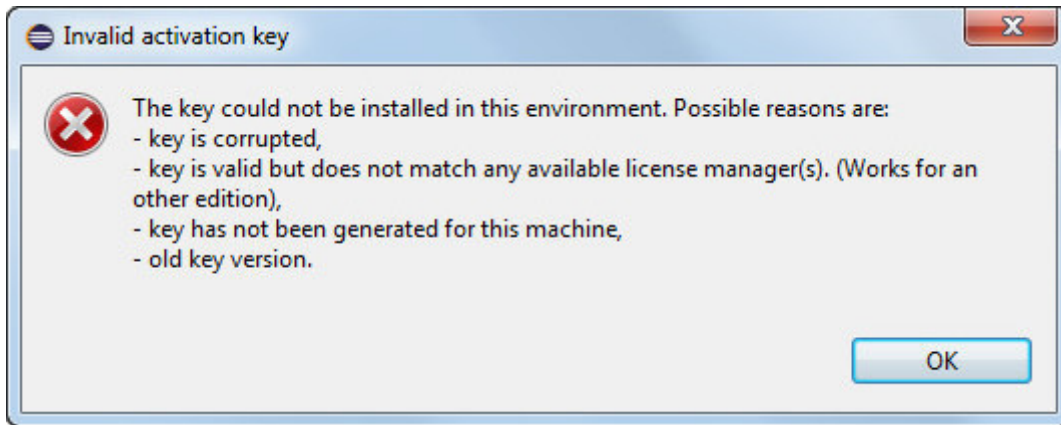 Invalid activation key
The key could not be installed in this environment. Possible reasons are:
- key is corrupted,
- key is valid but does not match any available license manager(s). (Works for an
other edition),
- key has not been generated for this machine,
- old key version.
OK